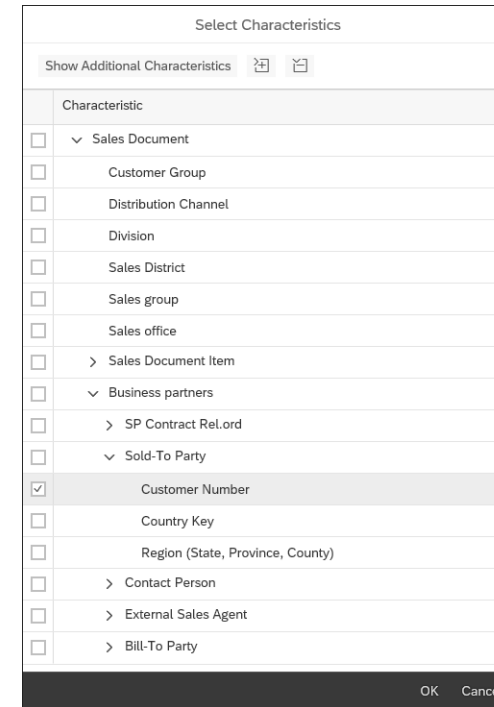 Select Characteristics
Show Additional Characteristics
Characteristic
Sales Document
Customer Group
Distribution Channel
Division
Sales District
Sales group
Sales office
Sales Document Item
Business partners
SP Contract Rel.ord
Sold-To Party
Customer Number
Country Key
Region (State, Province, County)
Contact Person
External Sales Agent
Bill-To Party
OK Cance